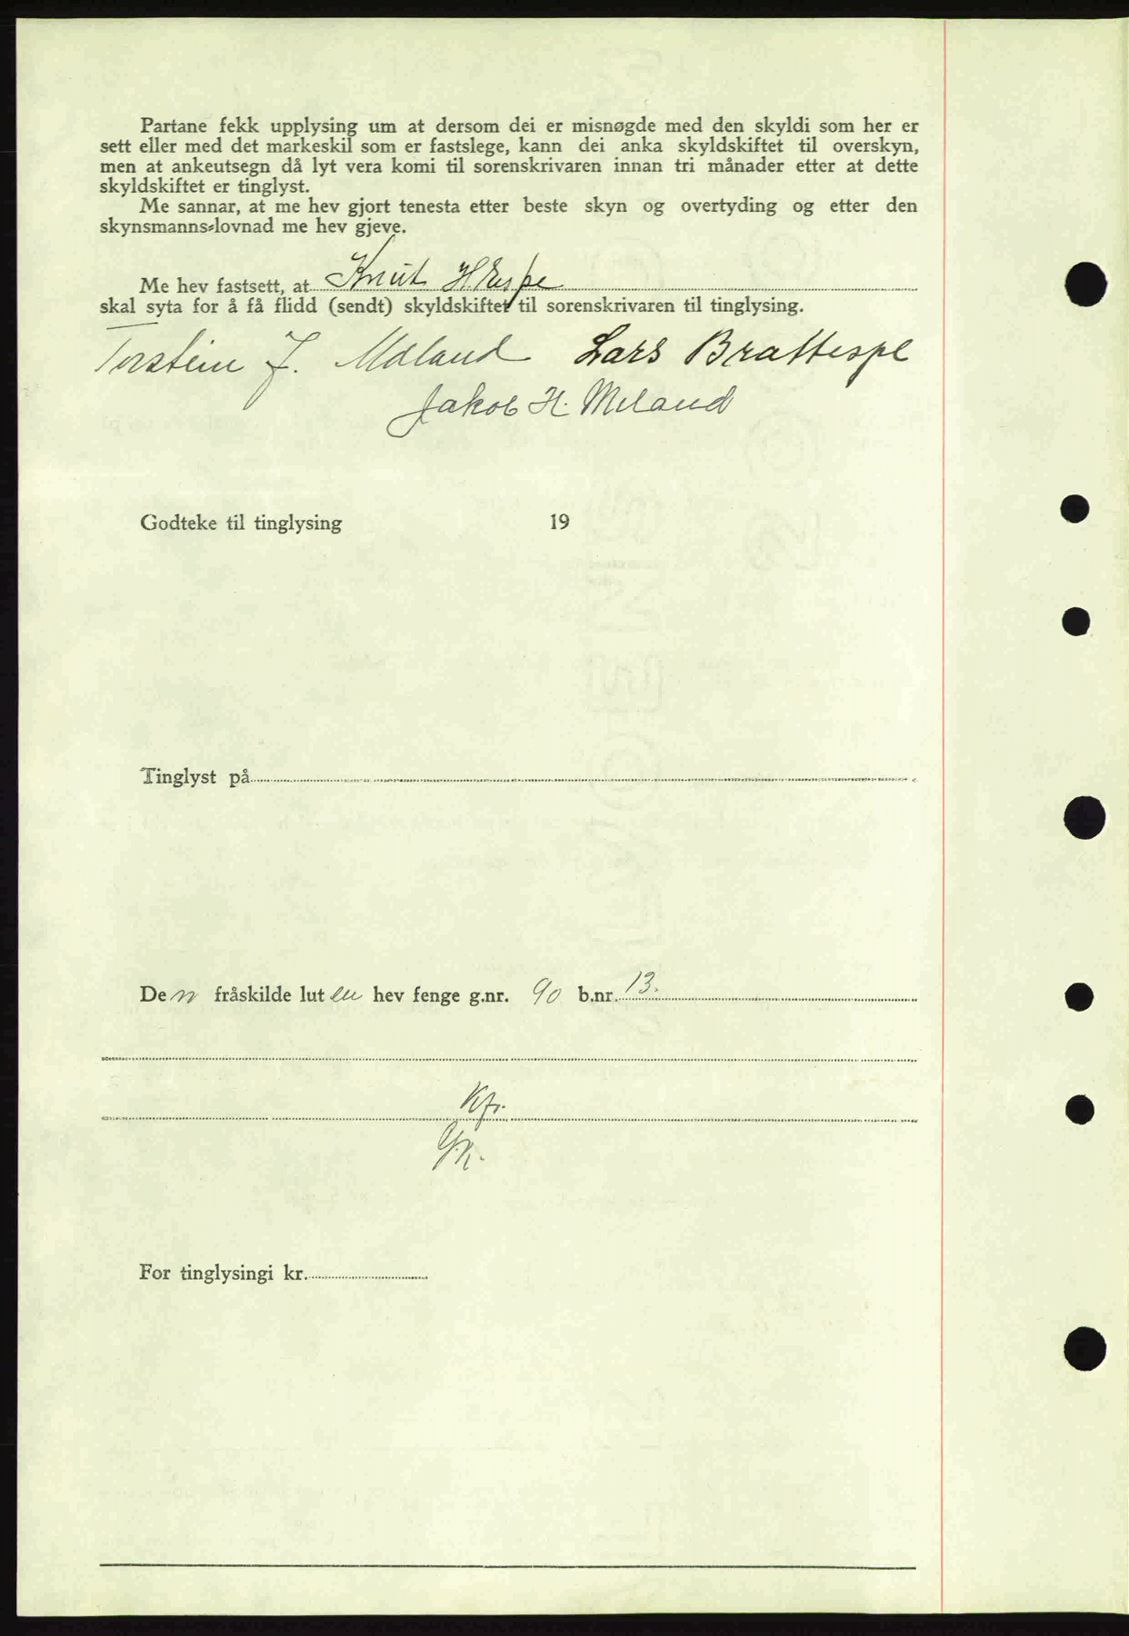 Partane fekk upplysing um at dersom dei er misnøgde med den skyldi som her er
sett eller med det markeskil som er fastslege, kann dei anka skyldskiftet til overskyn,
men at ankeutsegn då lyt vera komi til sorenskrivaren innan tri månader etter at dette
skyldskiftet er tinglyst.
Me sannar, at me hev gjort tenesta etter beste skyn og overtyding og etter den
skynsmanns-lovnad me hev gjeve.
Me hev fastsett, at Knut H. Espe
skal syta for å få flidd (sendt) skyldskiftet til sorenskrivaren til tinglysing.
Torstein J. Mæland Lars Brattespe
Jakob H. Meland
Godteke til tinglysing 19
Tinglyst på
Den fråskilde luten hev fenge g.nr. 90 b.nr. 13.
Kfr.
For tinglysingi kr.